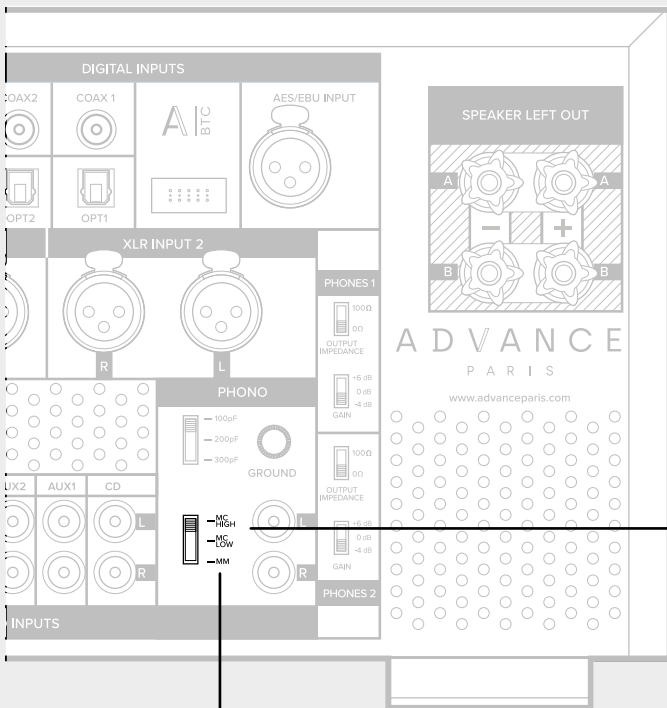 DIGITAL INPUTS
COAX2
COAX 1
A BTC
AES/EBU INPUT
SPEAKER LEFT OUT
A
A
OPT2
OPT1
− +
XLR INPUT 2
B
B
PHONES 1
100Ω
0Ω
OUTPUT
IMPEDANCE
R
L
ADVANCE
PARIS
www.advanceparis.com
+6 dB
0 dB
-4 dB
GAIN
PHONO
100pF
200pF
300pF
GROUND
100Ω
0Ω
OUTPUT
IMPEDANCE
UX2
AUX1
CD
L
R
MC
HIGH
MC
LOW
MM
L
R
+6 dB
0 dB
-4 dB
GAIN
PHONES 2
INPUTS